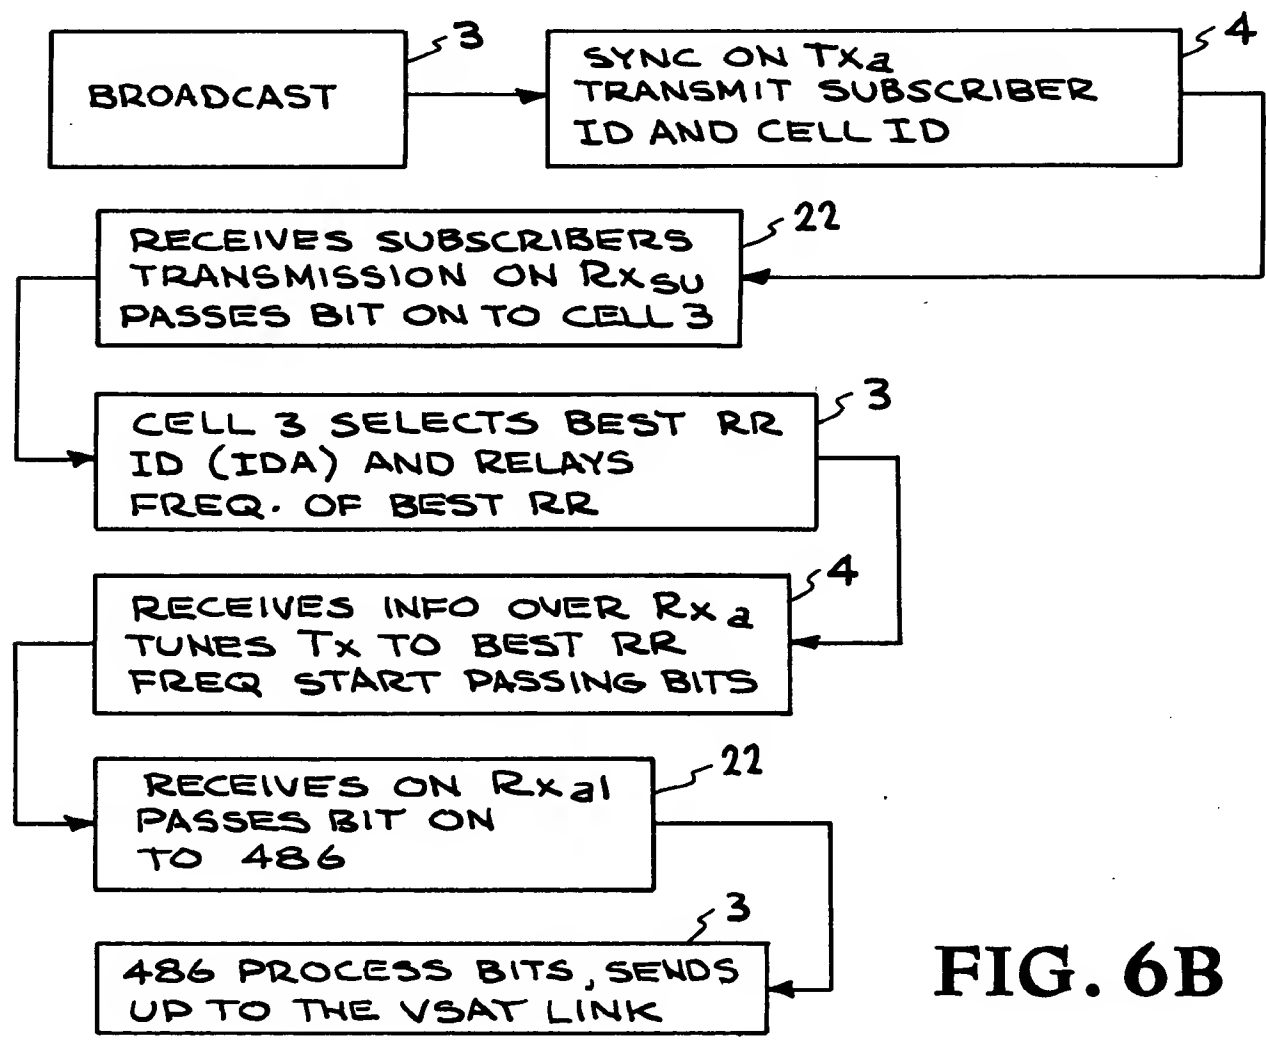 3
BROADCAST
4
SYNC ON Txa
TRANSMIT SUBSCRIBER
ID AND CELL ID
22
RECEIVES SUBSCRIBERS
TRANSMISSION ON RxSU
PASSES BIT ON TO CELL 3
3
CELL 3 SELECTS BEST RR
ID (IDA) AND RELAYS
FREQ. OF BEST RR
4
RECEIVES INFO OVER Rxa
TUNES Tx TO BEST RR
FREQ START PASSING BITS
22
RECEIVES ON Rxa1
PASSES BIT ON
TO 486
3
486 PROCESS BITS, SENDS
UP TO THE VSAT LINK
FIG. 6B